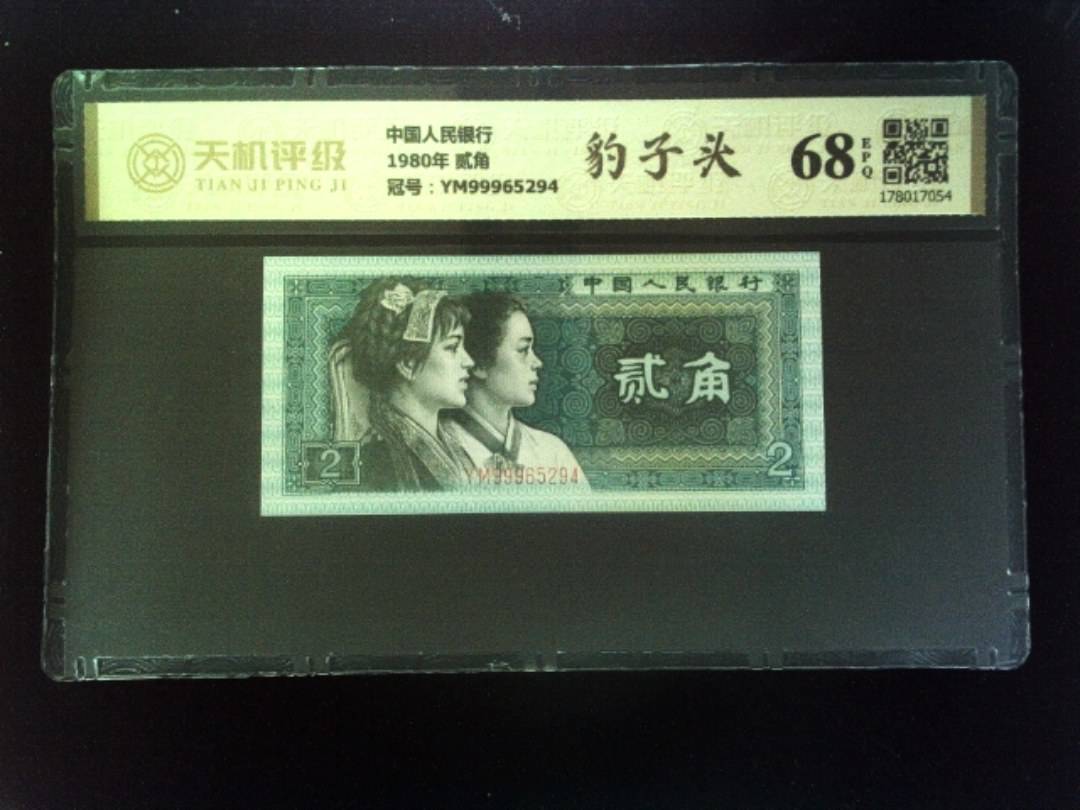 天机评级
TIAN JI PING JI
中国人民银行
1980年 贰角
冠号：YM99965294
豹子头
68
EPQ
178017054
中国人民银行
贰角
2
2
YM99965294